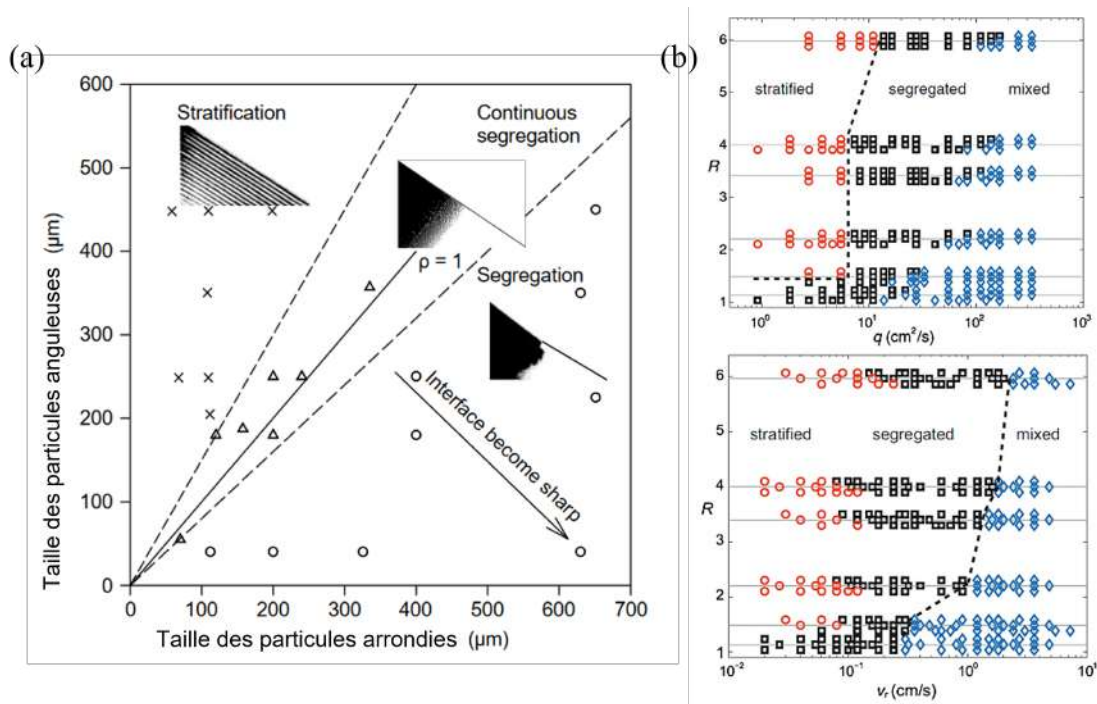 (a)
600
500
400
300
200
100
0
Taille des particules anguleuses (μm)
Stratification
Continuous
segregation
ρ = 1
Segregation
Interface become sharp
0 100 200 300 400 500 600 700
Taille des particules arrondies (μm)
(b)
6
5
4
3
2
1
R
stratified segregated mixed
10⁰ 10¹ 10² 10³
q (cm²/s)
6
5
4
3
2
1
R
stratified segregated mixed
10⁻² 10⁻¹ 10⁰ 10¹
vᵣ (cm/s)